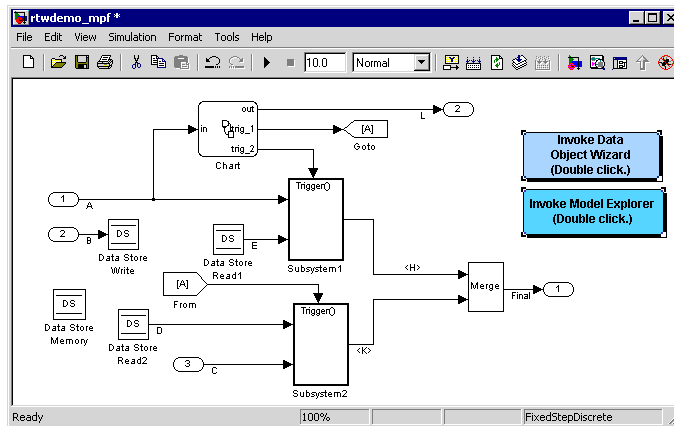 rtwdemo_mpf *
File Edit View Simulation Format Tools Help
10.0 Normal
out
in trig_1
trig_2
Chart
L
2
[A]
Goto
Invoke Data
Object Wizard
(Double click.)
Invoke Model Explorer
(Double click.)
1
A
Trigger()
2
B
DS
Data Store
Write
DS
E
Data Store
Read1
Subsystem1
<H>
[A]
From
Merge
Final
1
DS
Data Store
Memory
DS
D
Data Store
Read2
Trigger()
<K>
3
C
Subsystem2
Ready 100% FixedStepDiscrete